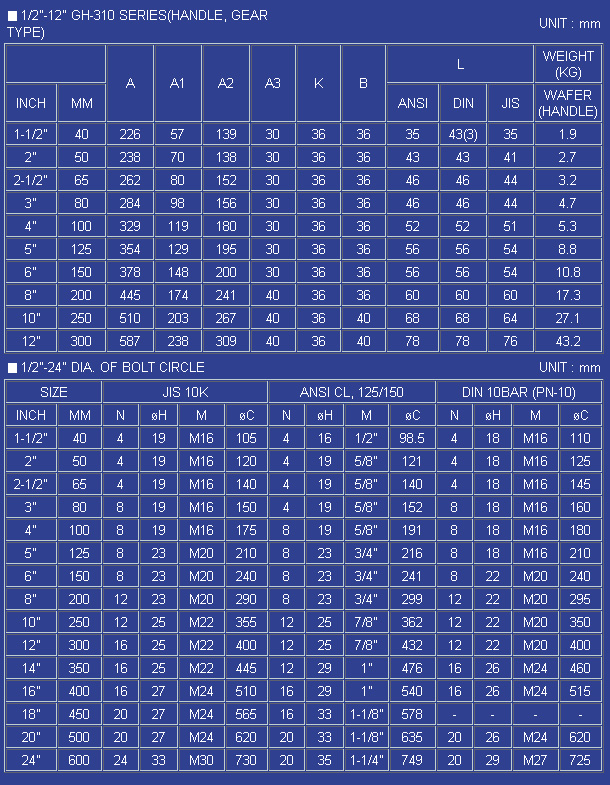 ■ 1/2"-12" GH-310 SERIES(HANDLE, GEAR
TYPE)
UNIT : mm
INCH MM A A1 A2 A3 K B L WEIGHT (KG)
ANSI DIN JIS WAFER (HANDLE)
1-1/2" 40 226 57 139 30 36 36 35 43(3) 35 1.9
2" 50 238 70 138 30 36 36 43 43 41 2.7
2-1/2" 65 262 80 152 30 36 36 46 46 44 3.2
3" 80 284 98 156 30 36 36 46 46 44 4.7
4" 100 329 119 180 30 36 36 52 52 51 5.3
5" 125 354 129 195 30 36 36 56 56 54 8.8
6" 150 378 148 200 30 36 36 56 56 54 10.8
8" 200 445 174 241 40 36 36 60 60 60 17.3
10" 250 510 203 267 40 36 40 68 68 64 27.1
12" 300 587 238 309 40 36 40 78 78 76 43.2
■ 1/2"-24" DIA. OF BOLT CIRCLE
UNIT : mm
SIZE JIS 10K ANSI CL, 125/150 DIN 10BAR (PN-10)
INCH MM N øH M øC N øH M øC N øH M øC
1-1/2" 40 4 19 M16 105 4 16 1/2" 98.5 4 18 M16 110
2" 50 4 19 M16 120 4 19 5/8" 121 4 18 M16 125
2-1/2" 65 4 19 M16 140 4 19 5/8" 140 4 18 M16 145
3" 80 8 19 M16 150 4 19 5/8" 152 8 18 M16 160
4" 100 8 19 M16 175 8 19 5/8" 191 8 18 M16 180
5" 125 8 23 M20 210 8 23 3/4" 216 8 18 M16 210
6" 150 8 23 M20 240 8 23 3/4" 241 8 22 M20 240
8" 200 12 23 M20 290 8 23 3/4" 299 12 22 M20 295
10" 250 12 25 M22 355 12 25 7/8" 362 12 22 M20 350
12" 300 16 25 M22 400 12 25 7/8" 432 12 22 M20 400
14" 350 16 25 M22 445 12 29 1" 476 16 26 M24 460
16" 400 16 27 M24 510 16 29 1" 540 16 26 M24 515
18" 450 20 27 M24 565 16 33 1-1/8" 578 - - - -
20" 500 20 27 M24 620 20 33 1-1/8" 635 20 26 M24 620
24" 600 24 33 M30 730 20 35 1-1/4" 749 20 29 M27 725